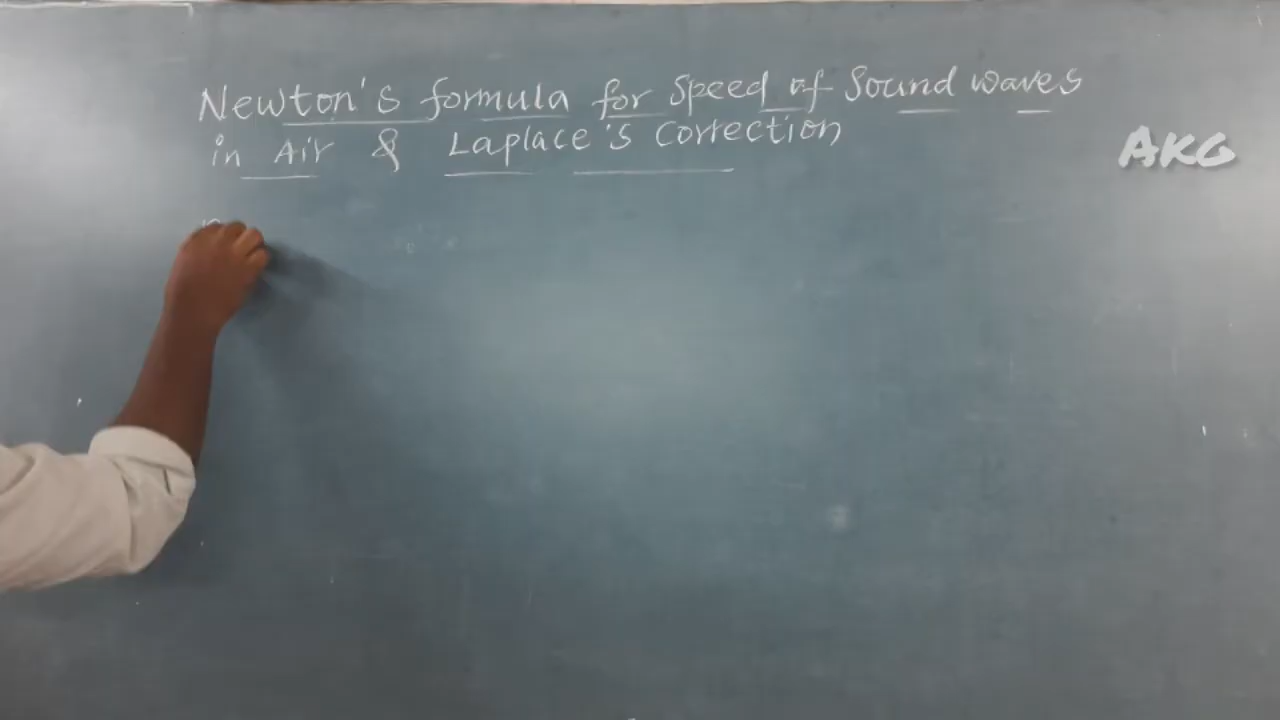 Newton's formula for Speed of Sound waves
in Air & Laplace's Correction
AKG